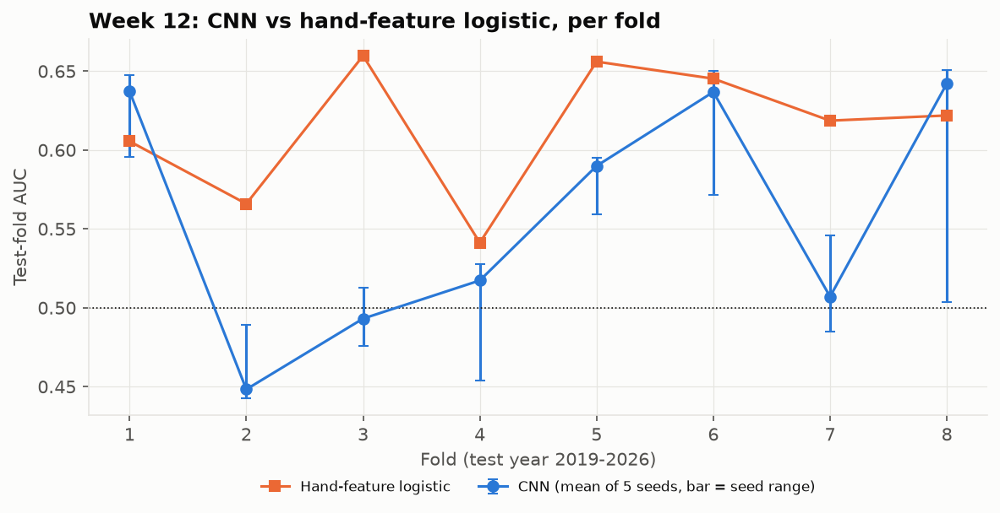 Week 12: CNN vs hand-feature logistic, per fold
Test-fold AUC
0.65
0.60
0.55
0.50
0.45
1 2 3 4 5 6 7 8
Fold (test year 2019-2026)
Hand-feature logistic
CNN (mean of 5 seeds, bar = seed range)